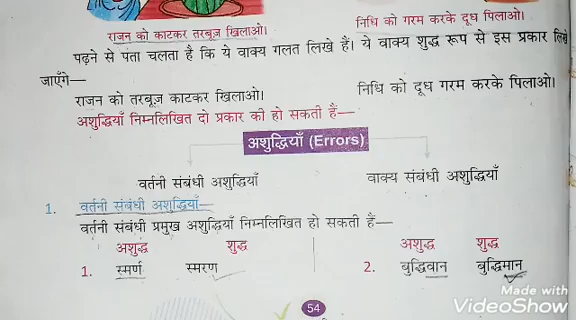 राजन को काटकर तरबूज़ खिलाओ। निधि को गरम करके दूध पिलाओ।
पढ़ने से पता चलता है कि ये वाक्य गलत लिखे हैं। ये वाक्य शुद्ध रूप से इस प्रकार लिखे
जाएँगे—
राजन को तरबूज़ काटकर खिलाओ। निधि को दूध गरम करके पिलाओ।
अशुद्धियाँ निम्नलिखित दो प्रकार की हो सकती हैं—
अशुद्धियाँ (Errors)
वर्तनी संबंधी अशुद्धियाँ वाक्य संबंधी अशुद्धियाँ
1. वर्तनी संबंधी अशुद्धियाँ—
वर्तनी संबंधी प्रमुख अशुद्धियाँ निम्नलिखित हो सकती हैं—
अशुद्ध शुद्ध अशुद्ध शुद्ध
1. स्मर्ण स्मरण 2. बुद्धिवान बुद्धिमान
54
Made with
VideoShow